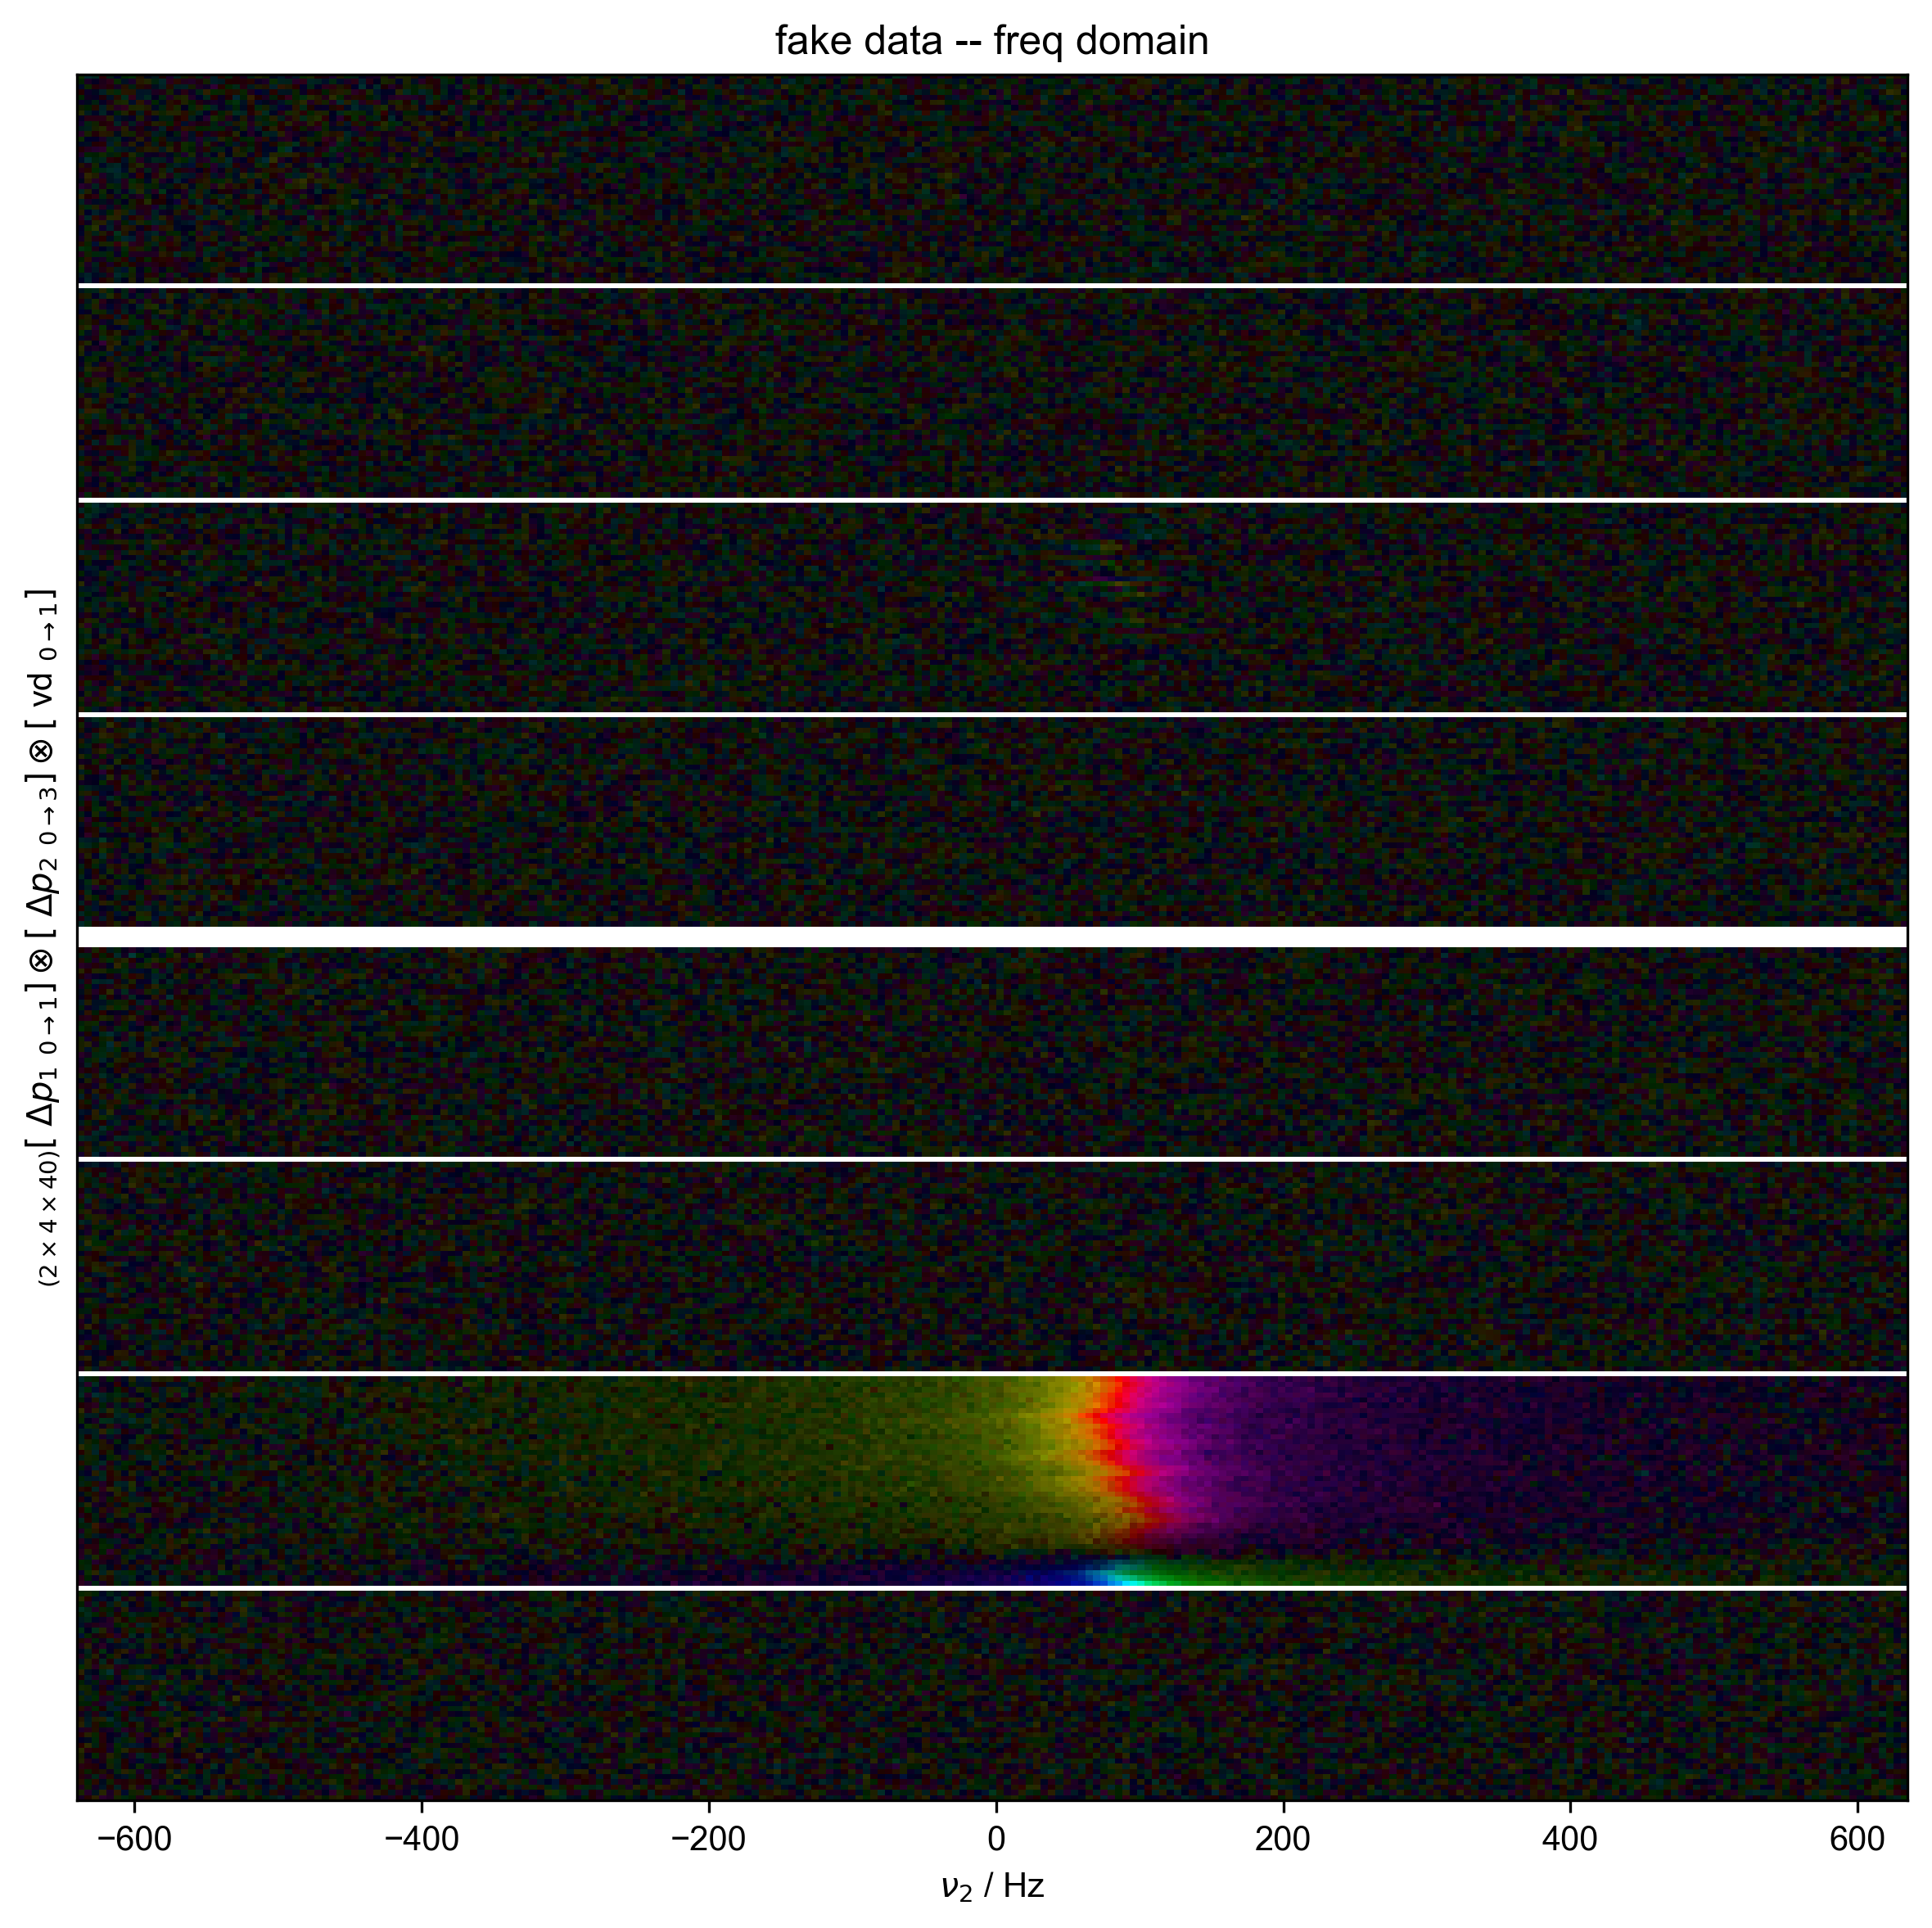 fake data -- freq domain
(2 × 4 × 40)[ Δp1 0→1] ⊗ [ Δp2 0→3] ⊗ [ vd 0→1]
−600 −400 −200 0 200 400 600
ν2 / Hz